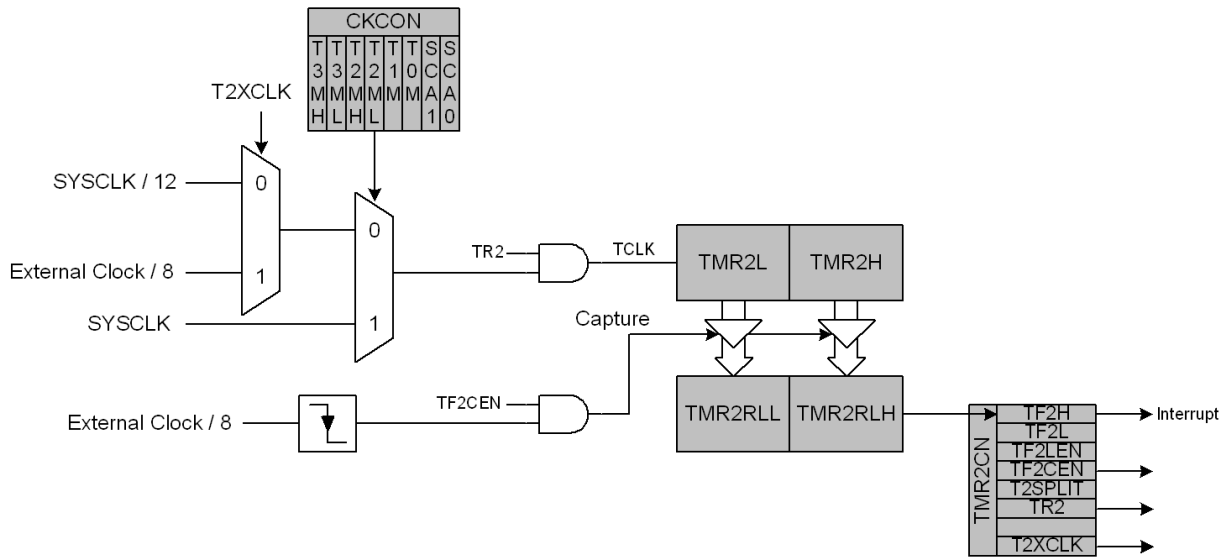 CKCON
T3MH T3ML T2MH T2ML T1M T0M SCA1 SCA0
T2XCLK
SYSCLK / 12
0
External Clock / 8
1
0
SYSCLK
1
TR2
TCLK
TMR2L
TMR2H
Capture
External Clock / 8
TF2CEN
TMR2RLL
TMR2RLH
TMR2CN
TF2H
Interrupt
TF2L
TF2LEN
TF2CEN
T2SPLIT
TR2
T2XCLK